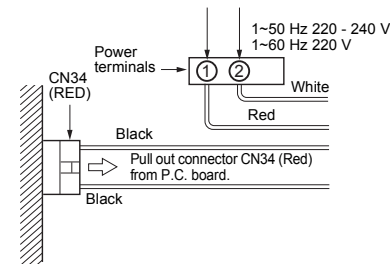 1~50 Hz 220 - 240 V
1~60 Hz 220 V
Power
terminals
1 2
CN34
(RED)
White
Red
Black
Pull out connector CN34 (Red)
from P.C. board.
Black